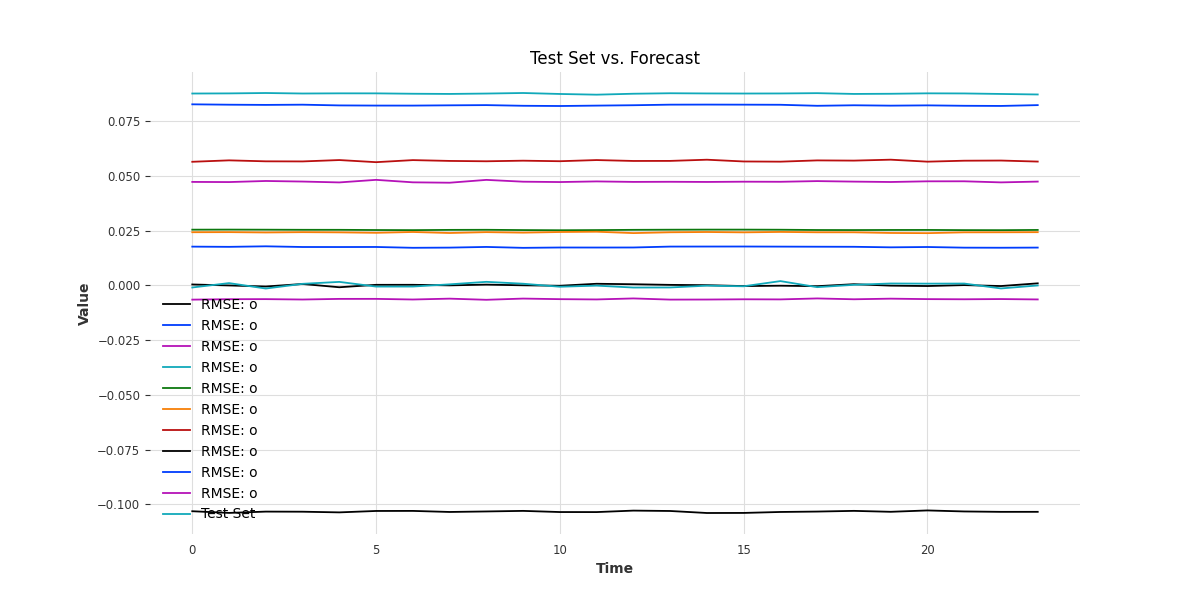 Test Set vs. Forecast
Value
0.075
0.050
0.025
0.000
−0.025
−0.050
−0.075
−0.100
RMSE: o
RMSE: o
RMSE: o
RMSE: o
RMSE: o
RMSE: o
RMSE: o
RMSE: o
RMSE: o
RMSE: o
Test Set
0 5 10 15 20
Time